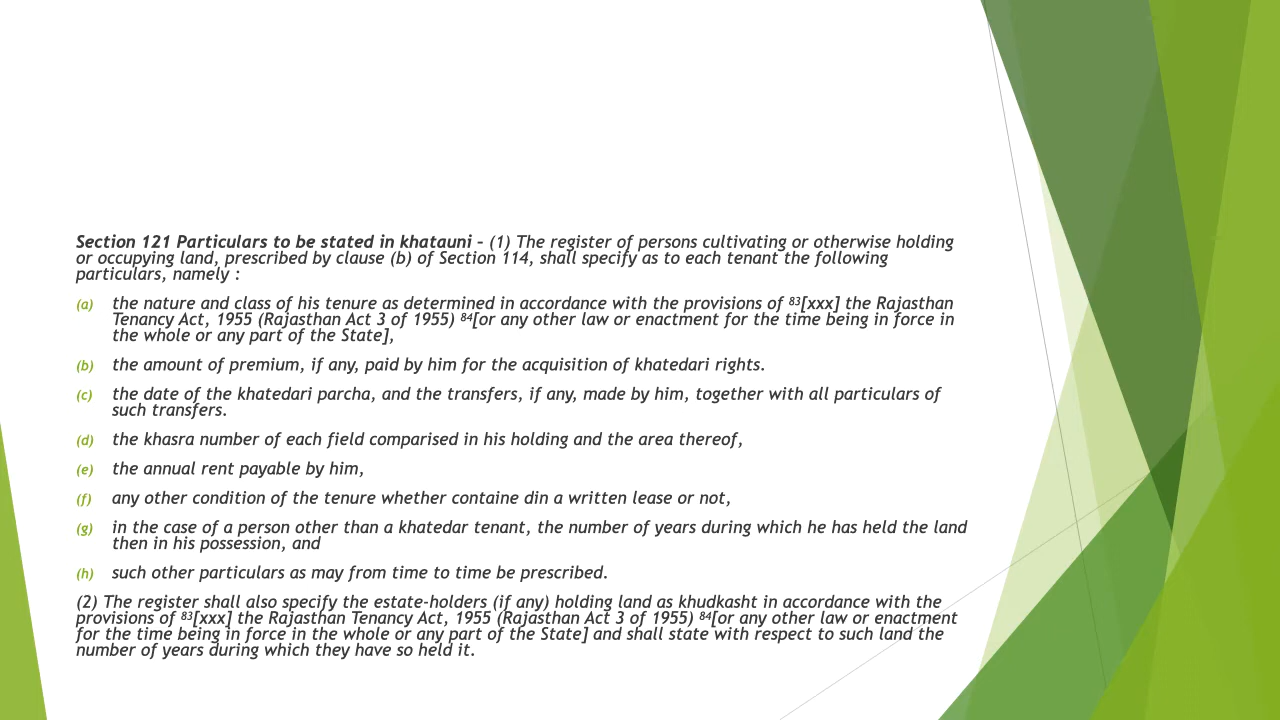 Section 121 Particulars to be stated in khatauni – (1) The register of persons cultivating or otherwise holding
or occupying land, prescribed by clause (b) of Section 114, shall specify as to each tenant the following
particulars, namely :
(a) the nature and class of his tenure as determined in accordance with the provisions of ⁸³[xxx] the Rajasthan
Tenancy Act, 1955 (Rajasthan Act 3 of 1955) ⁸⁴[or any other law or enactment for the time being in force in
the whole or any part of the State],
(b) the amount of premium, if any, paid by him for the acquisition of khatedari rights.
(c) the date of the khatedari parcha, and the transfers, if any, made by him, together with all particulars of
such transfers.
(d) the khasra number of each field comparised in his holding and the area thereof,
(e) the annual rent payable by him,
(f) any other condition of the tenure whether containe din a written lease or not,
(g) in the case of a person other than a khatedar tenant, the number of years during which he has held the land
then in his possession, and
(h) such other particulars as may from time to time be prescribed.
(2) The register shall also specify the estate-holders (if any) holding land as khudkasht in accordance with the
provisions of ⁸³[xxx] the Rajasthan Tenancy Act, 1955 (Rajasthan Act 3 of 1955) ⁸⁴[or any other law or enactment
for the time being in force in the whole or any part of the State] and shall state with respect to such land the
number of years during which they have so held it.